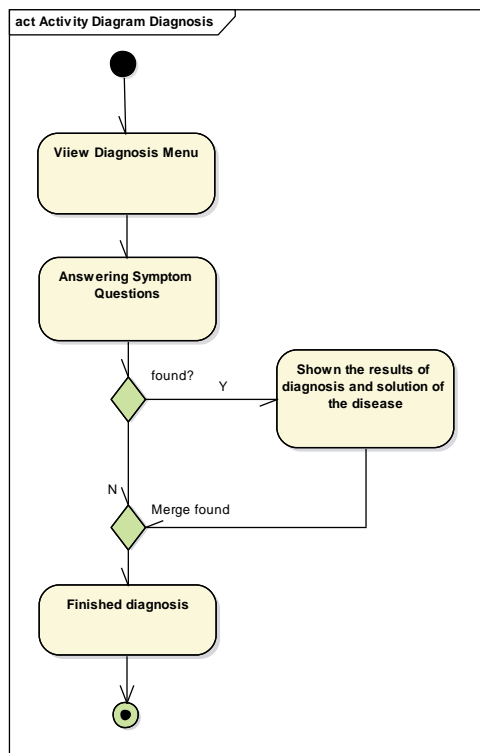 act Activity Diagram Diagnosis
Viiew Diagnosis Menu
Answering Symptom
Questions
found?
Y
Shown the results of
diagnosis and solution of
the disease
N
Merge found
Finished diagnosis